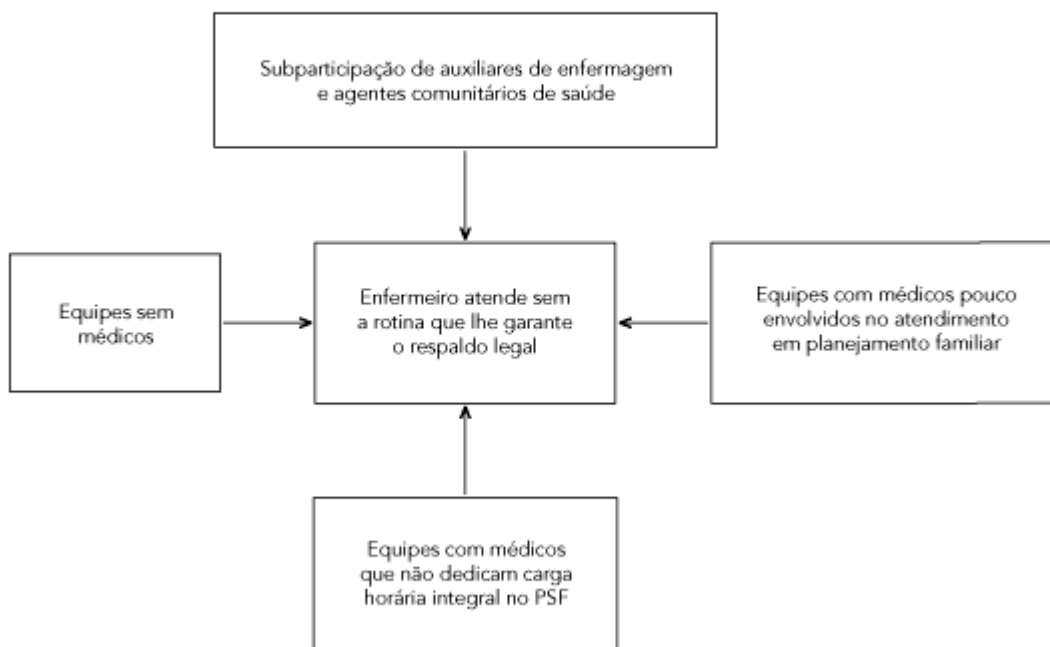 Subparticipação de auxiliares de enfermagem
e agentes comunitários de saúde
Equipes sem
médicos
Enfermeiro atende sem
a rotina que lhe garante
o respaldo legal
Equipes com médicos pouco
envolvidos no atendimento
em planejamento familiar
Equipes com médicos
que não dedicam carga
horária integral no PSF